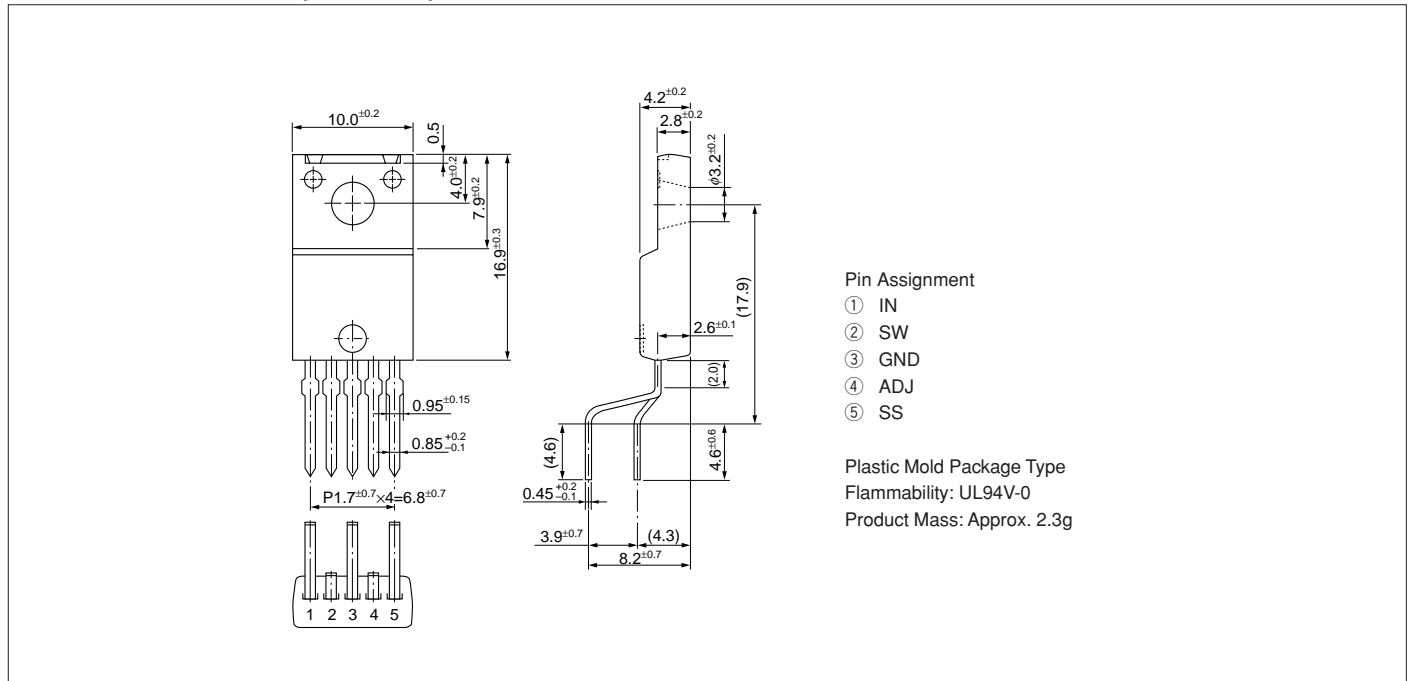 10.0±0.2
0.5
4.0±0.2
7.9±0.2
16.9±0.3
0.95±0.15
0.85+0.2−0.1
P1.7±0.7×4=6.8±0.7
1 2 3 4 5
4.2±0.2
2.8±0.2
φ3.2±0.2
(17.9)
2.6±0.1
(2.0)
(4.6)
4.6±0.6
0.45+0.2−0.1
3.9±0.7
(4.3)
8.2±0.7
Pin Assignment
① IN
② SW
③ GND
④ ADJ
⑤ SS
Plastic Mold Package Type
Flammability: UL94V-0
Product Mass: Approx. 2.3g